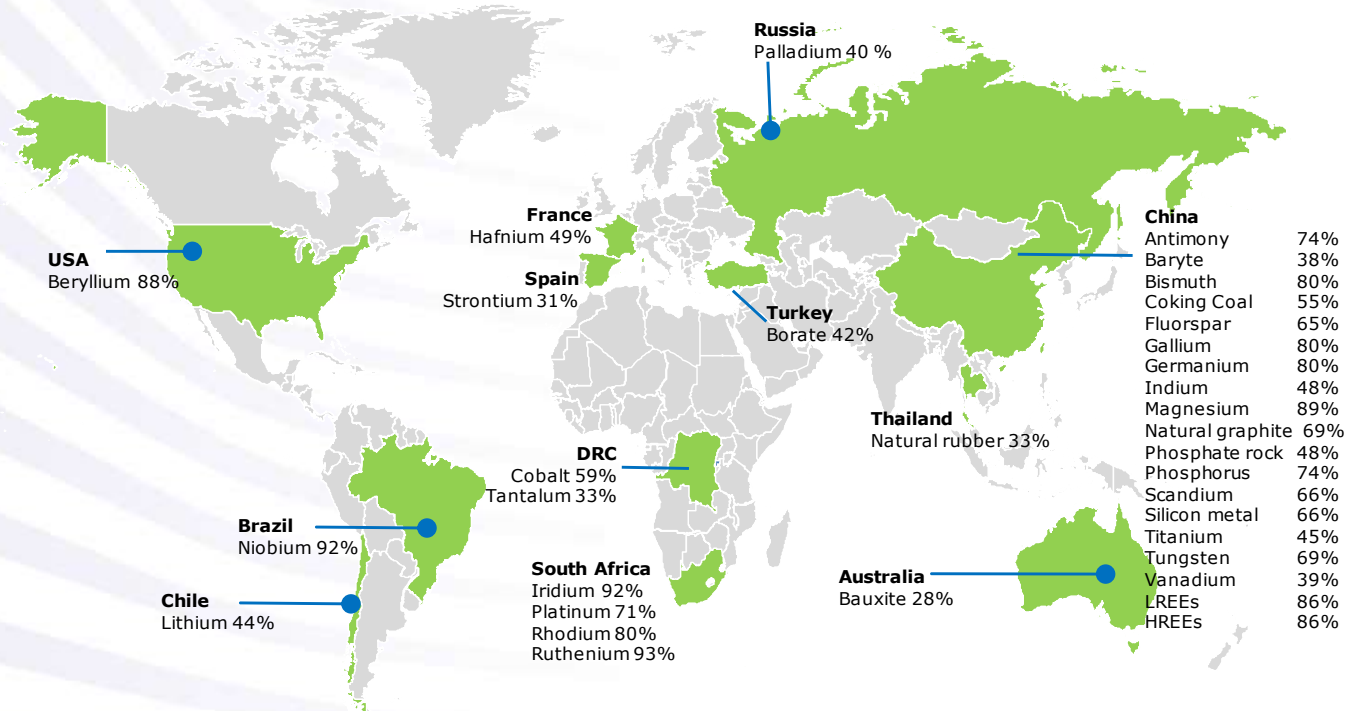 Russia
Palladium 40 %
France
Hafnium 49%
Spain
Strontium 31%
USA
Beryllium 88%
Turkey
Borate 42%
China
Antimony 74%
Baryte 38%
Bismuth 80%
Coking Coal 55%
Fluorspar 65%
Gallium 80%
Germanium 80%
Indium 48%
Magnesium 89%
Natural graphite 69%
Phosphate rock 48%
Phosphorus 74%
Scandium 66%
Silicon metal 66%
Titanium 45%
Tungsten 69%
Vanadium 39%
LREEs 86%
HREEs 86%
Thailand
Natural rubber 33%
DRC
Cobalt 59%
Tantalum 33%
Brazil
Niobium 92%
Chile
Lithium 44%
South Africa
Iridium 92%
Platinum 71%
Rhodium 80%
Ruthenium 93%
Australia
Bauxite 28%